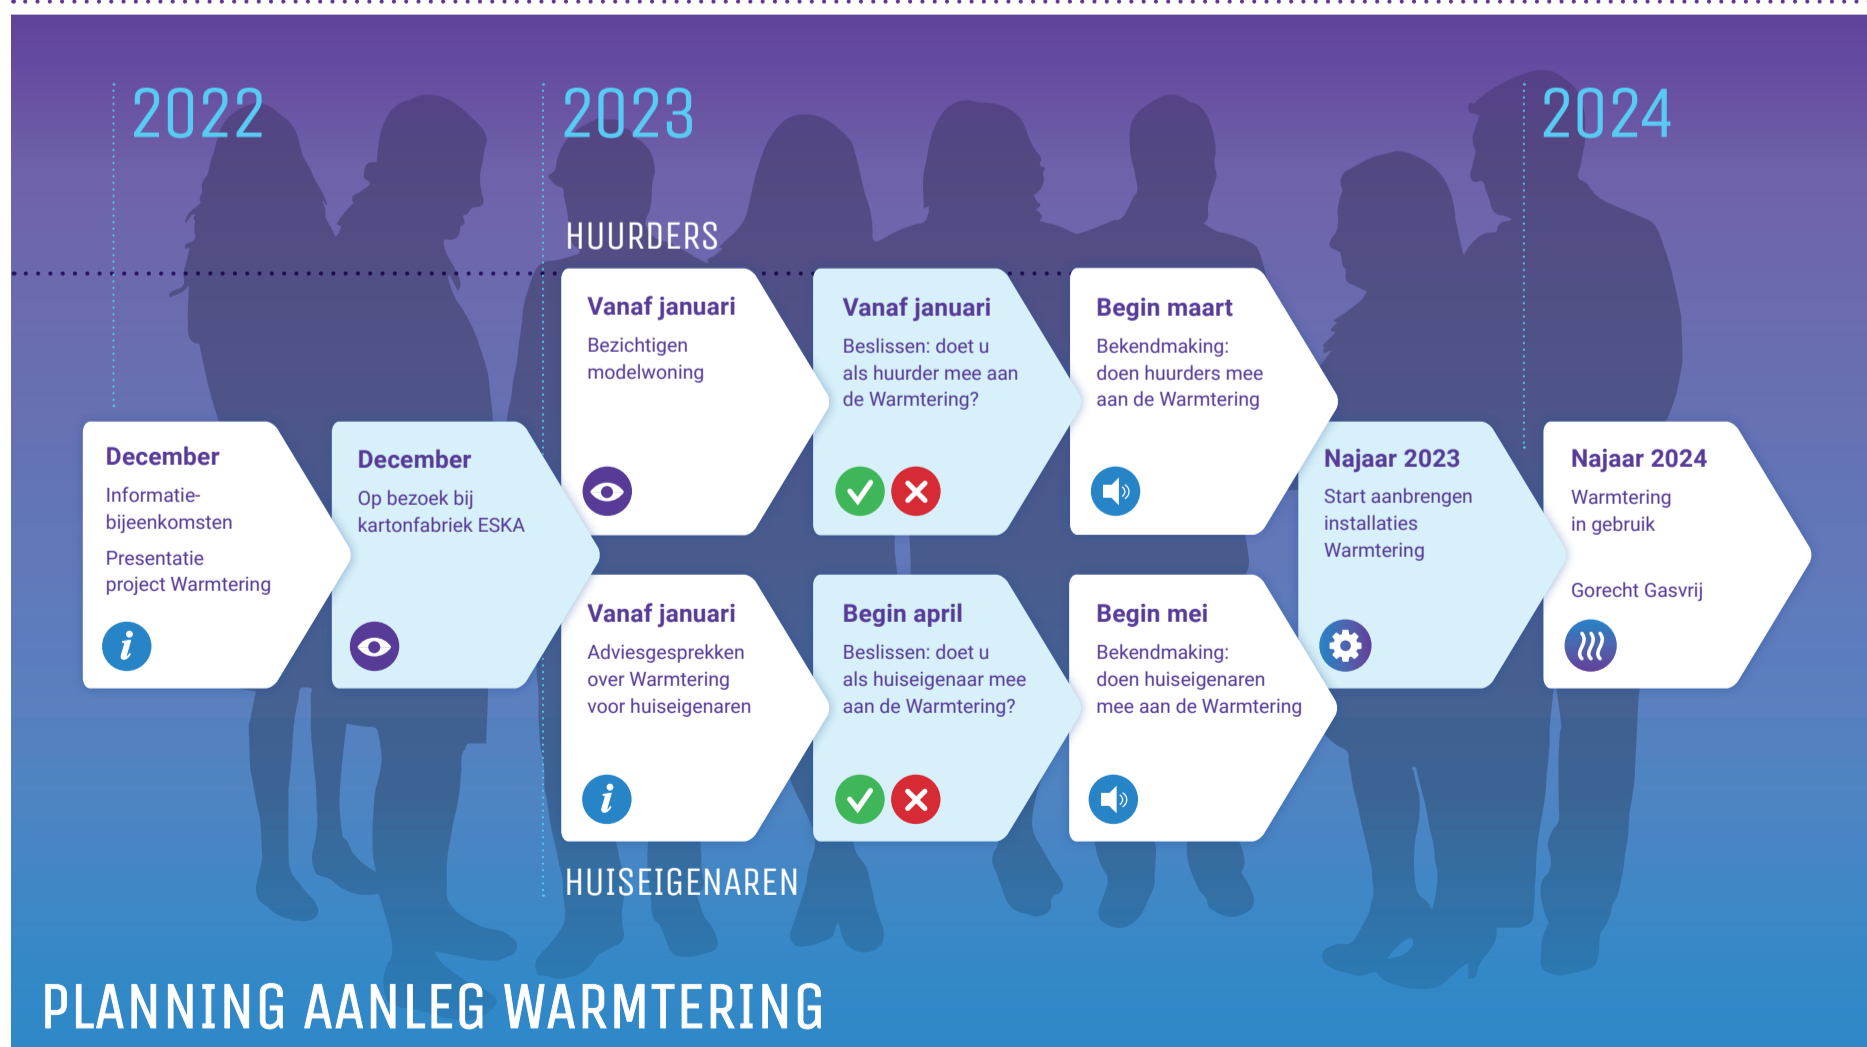 2022
2023
2024
HUURDERS
December
Informatie-
bijeenkomsten
Presentatie
project Warmtering
December
Op bezoek bij
kartonfabriek ESKA
Vanaf januari
Bezichtigen
modelwoning
Vanaf januari
Beslissen: doet u
als huurder mee aan
de Warmtering?
Begin maart
Bekendmaking:
doen huurders mee
aan de Warmtering
Vanaf januari
Adviesgesprekken
over Warmtering
voor huiseigenaren
Begin april
Beslissen: doet u
als huiseigenaar mee
aan de Warmtering?
Begin mei
Bekendmaking:
doen huiseigenaren
mee aan de Warmtering
Najaar 2023
Start aanbrengen
installaties
Warmtering
Najaar 2024
Warmtering
in gebruik
Gorecht Gasvrij
HUISEIGENAREN
PLANNING AANLEG WARMTERING